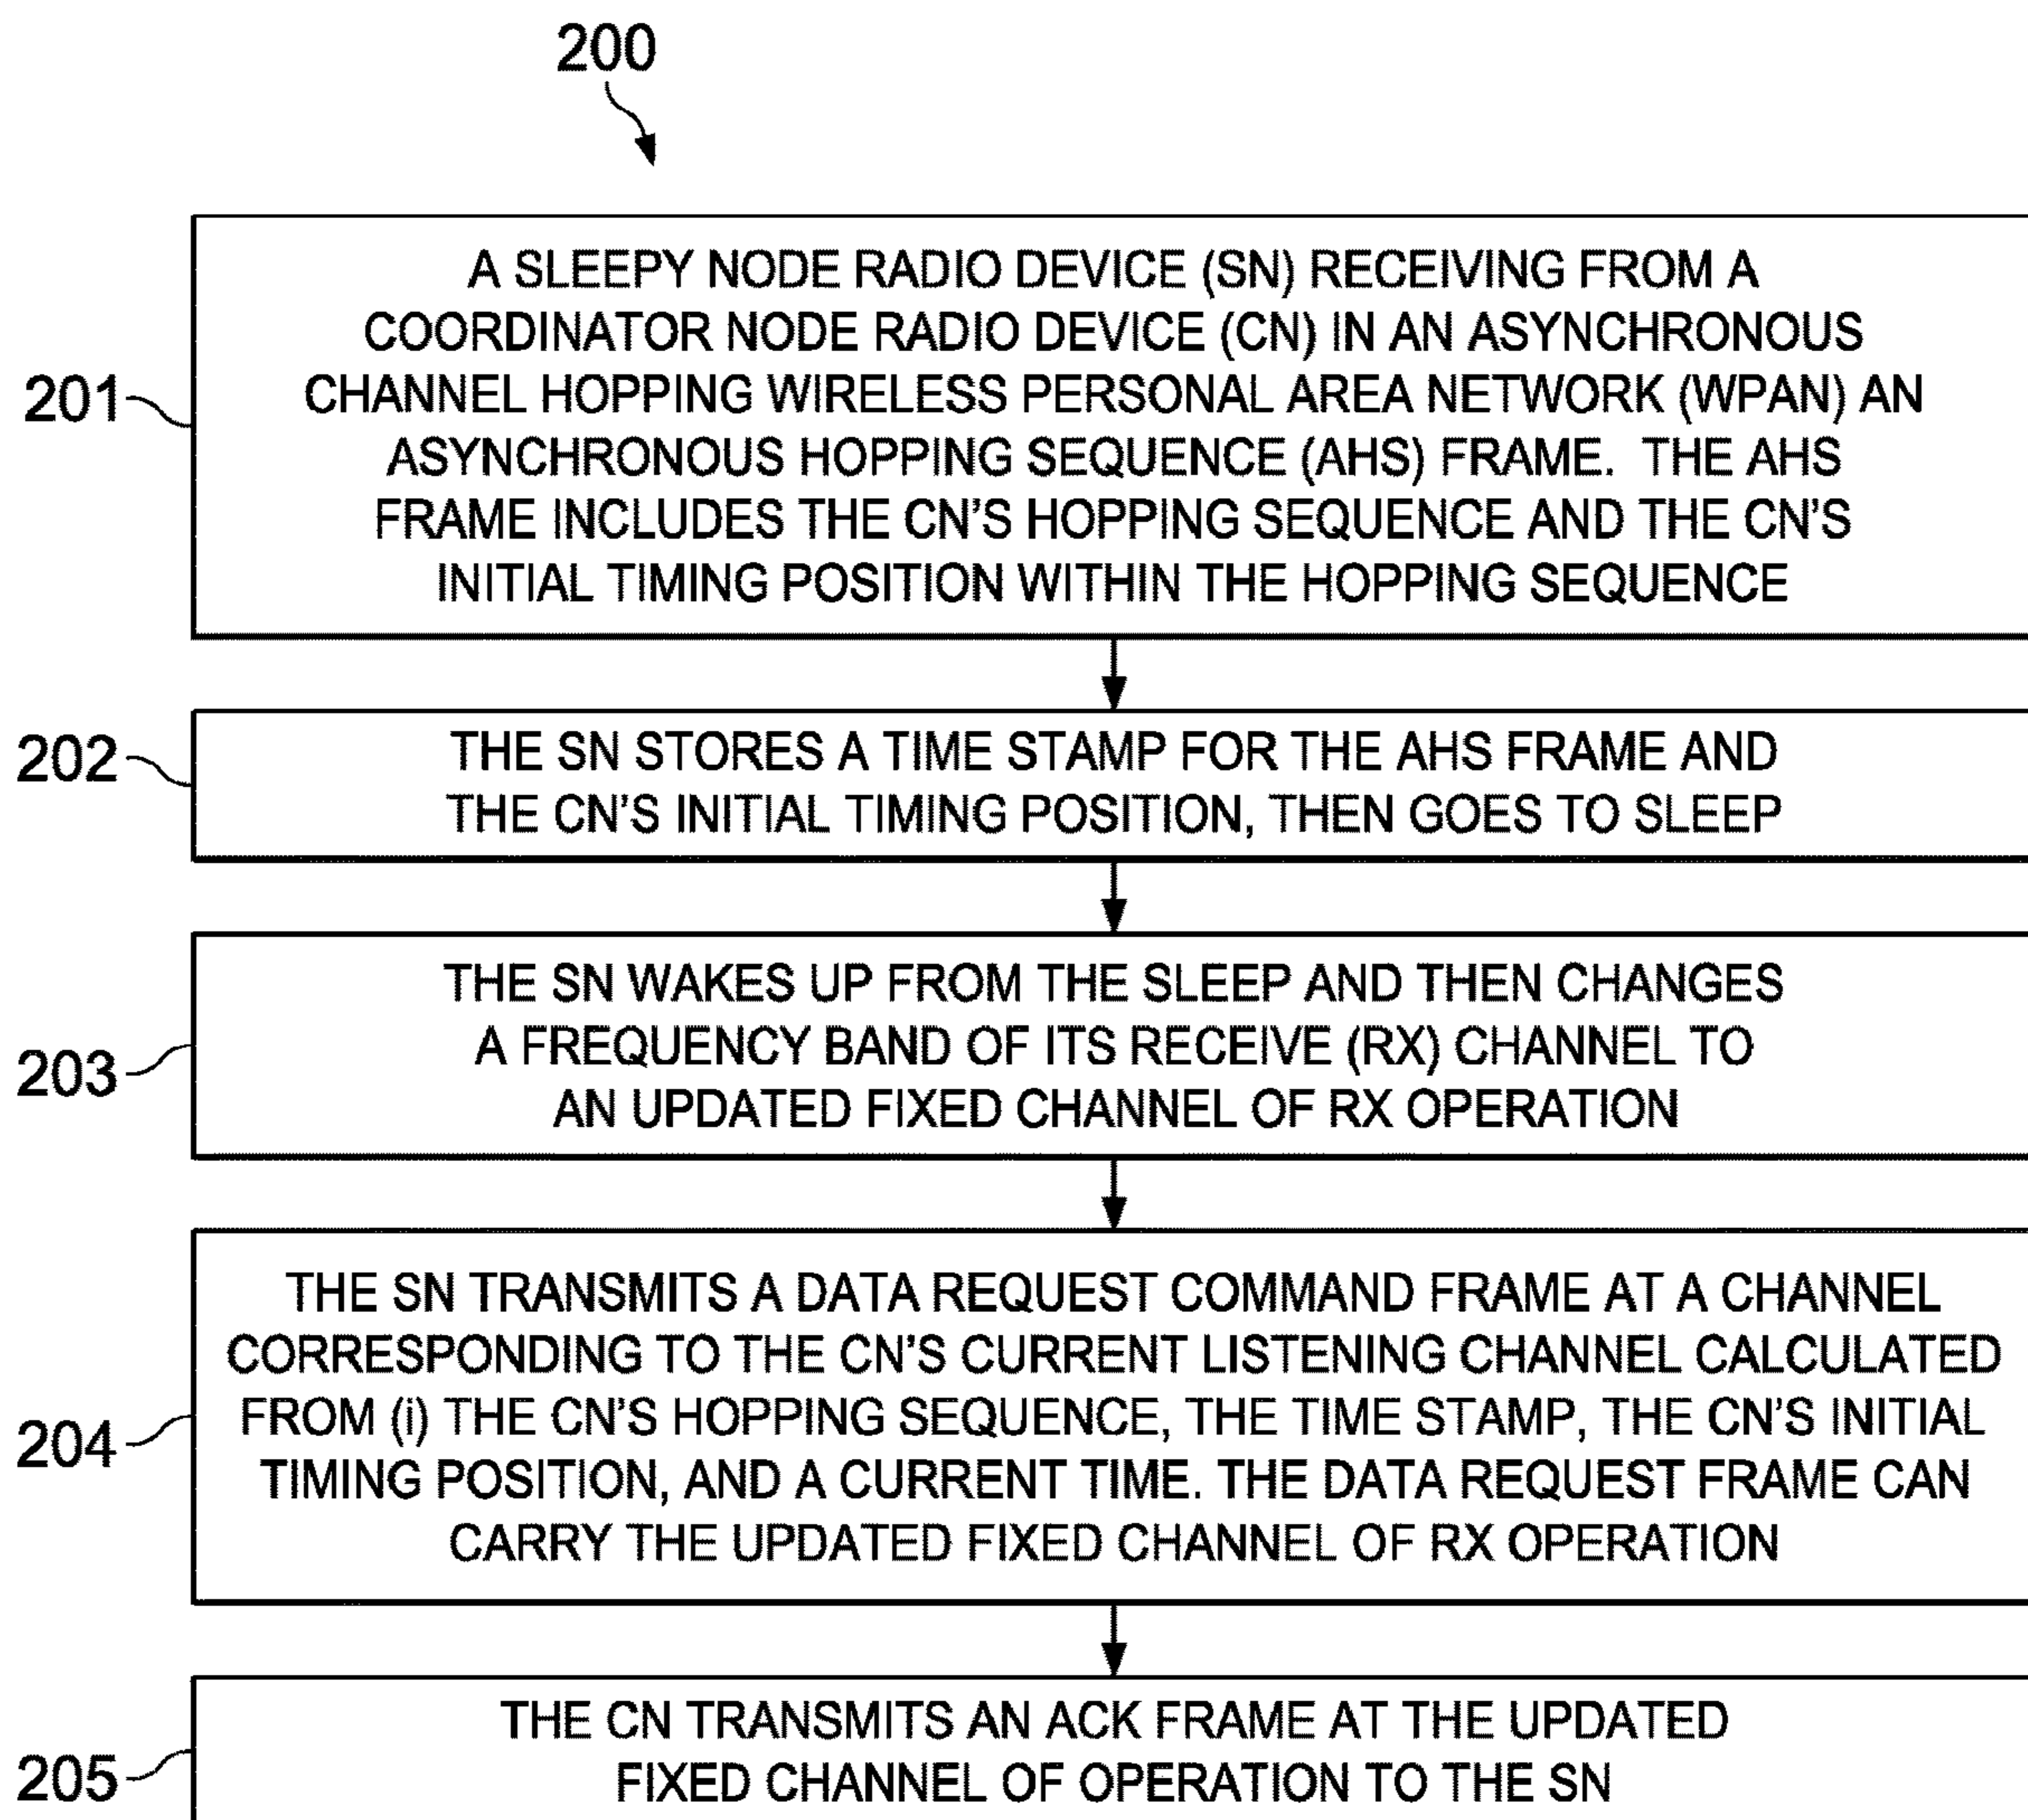 200
201
A SLEEPY NODE RADIO DEVICE (SN) RECEIVING FROM A
COORDINATOR NODE RADIO DEVICE (CN) IN AN ASYNCHRONOUS
CHANNEL HOPPING WIRELESS PERSONAL AREA NETWORK (WPAN) AN
ASYNCHRONOUS HOPPING SEQUENCE (AHS) FRAME. THE AHS
FRAME INCLUDES THE CN'S HOPPING SEQUENCE AND THE CN'S
INITIAL TIMING POSITION WITHIN THE HOPPING SEQUENCE
202
THE SN STORES A TIME STAMP FOR THE AHS FRAME AND
THE CN'S INITIAL TIMING POSITION, THEN GOES TO SLEEP
203
THE SN WAKES UP FROM THE SLEEP AND THEN CHANGES
A FREQUENCY BAND OF ITS RECEIVE (RX) CHANNEL TO
AN UPDATED FIXED CHANNEL OF RX OPERATION
204
THE SN TRANSMITS A DATA REQUEST COMMAND FRAME AT A CHANNEL
CORRESPONDING TO THE CN'S CURRENT LISTENING CHANNEL CALCULATED
FROM (i) THE CN'S HOPPING SEQUENCE, THE TIME STAMP, THE CN'S INITIAL
TIMING POSITION, AND A CURRENT TIME. THE DATA REQUEST FRAME CAN
CARRY THE UPDATED FIXED CHANNEL OF RX OPERATION
205
THE CN TRANSMITS AN ACK FRAME AT THE UPDATED
FIXED CHANNEL OF OPERATION TO THE SN